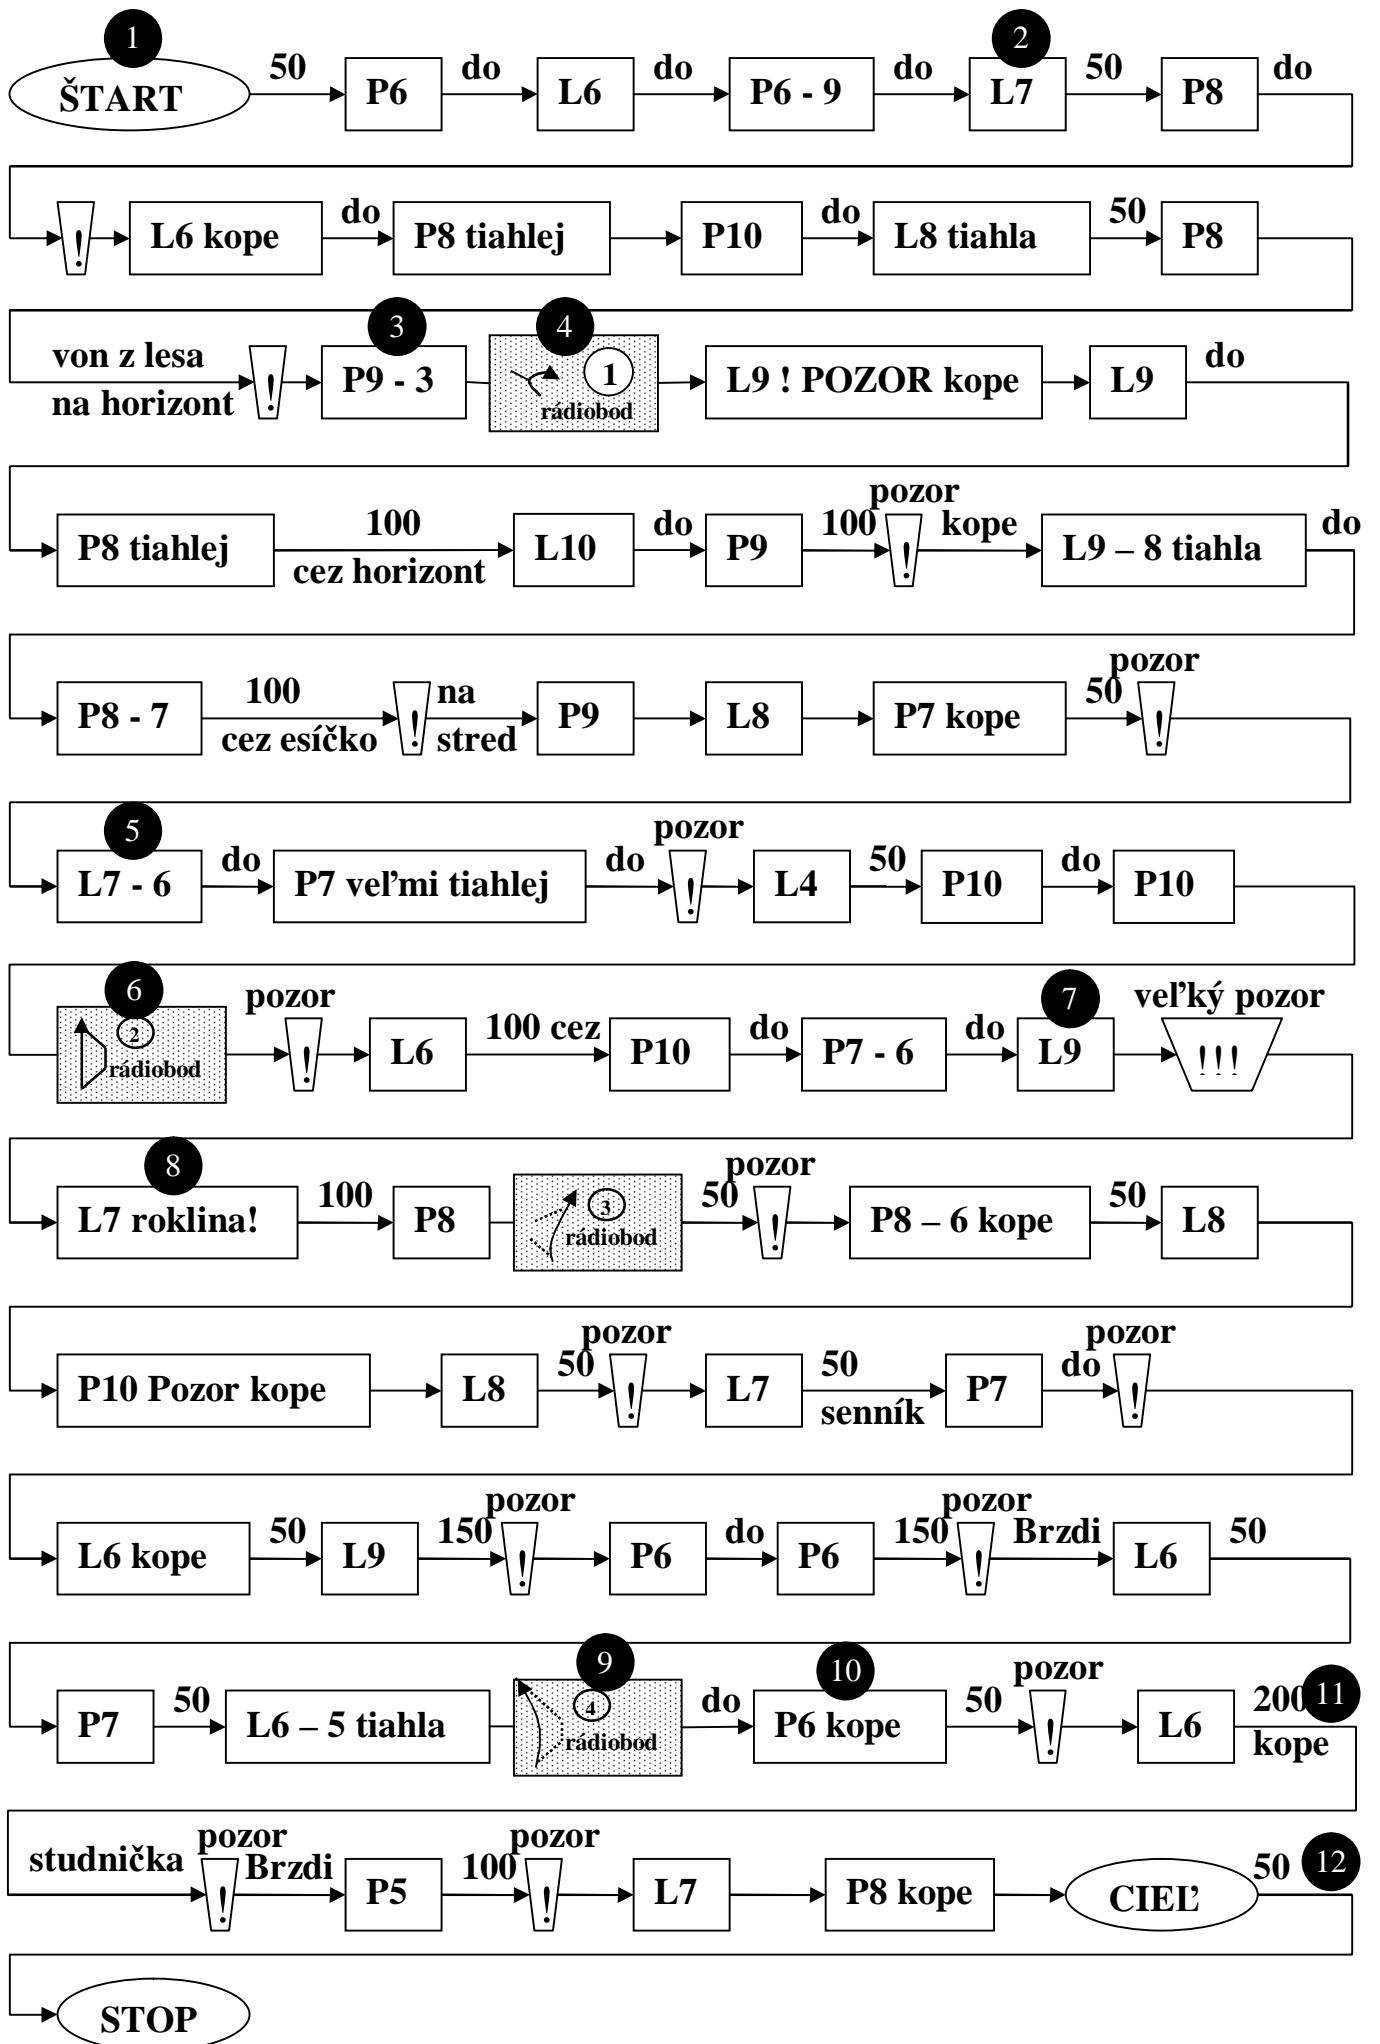 1 2
50 do do do 50 do
ŠTART P6 L6 P6 - 9 L7 P8
do do 50
! L6 kope P8 tiahlej P10 L8 tiahla P8
3 4
von z lesa do
na horizont ! P9 - 3 1 rádiobod L9 ! POZOR kope L9
pozor
100 do 100 kope do
P8 tiahlej cez horizont L10 P9 ! L9 – 8 tiahla
pozor
100 na 50
P8 - 7 cez esíčko ! stred P9 L8 P7 kope !
5 pozor
do do 50 do
L7 - 6 P7 veľmi tiahlej ! L4 P10 P10
6 pozor 7 veľký pozor
2 rádiobod ! L6 100 cez P10 do P7 - 6 do L9 !!!
8 pozor
100 50 50
L7 roklina! P8 3 rádiobod ! P8 – 6 kope L8
pozor pozor
50 50 do
P10 Pozor kope L8 ! L7 senník P7 !
pozor pozor
50 150 do 150 Brzdi 50
L6 kope L9 ! P6 P6 ! L6
9 10 pozor 11
50 do 50 200
P7 L6 – 5 tiahla 4 rádiobod P6 kope ! L6 kope
pozor pozor 12
studnička Brzdi 100 50
! P5 ! L7 P8 kope CIEĽ
STOP